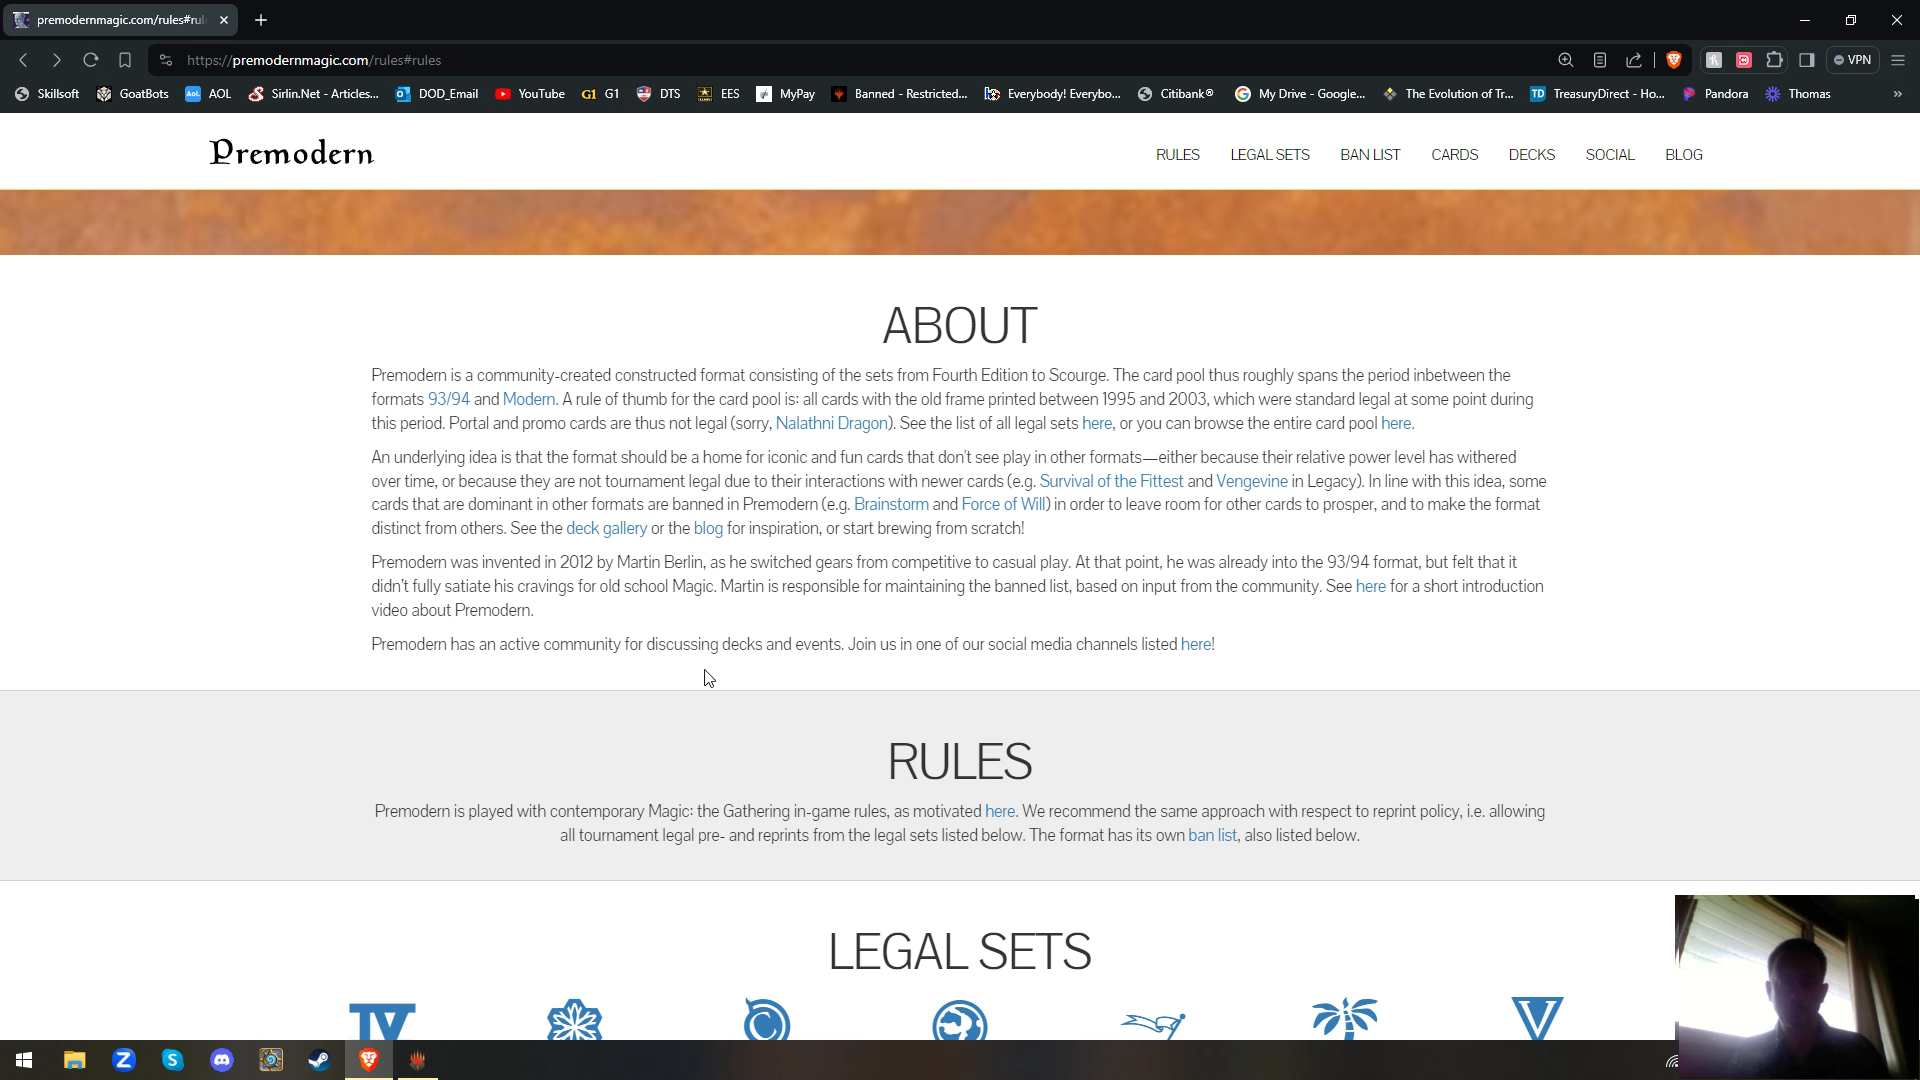 premodernmagic.com/rules#rul
https://premodernmagic.com/rules#rules
VPN
Skillsoft
GoatBots
AOL
Sirlin.Net - Articles...
DOD_Email
YouTube
G1 G1
DTS
EES
MyPay
Banned - Restricted...
Everybody! Everybo...
Citibank®
My Drive - Google...
The Evolution of Tr...
TD TreasuryDirect - Ho...
Pandora
Thomas
Premodern
RULES
LEGAL SETS
BAN LIST
CARDS
DECKS
SOCIAL
BLOG
ABOUT
Premodern is a community-created constructed format consisting of the sets from Fourth Edition to Scourge. The card pool thus roughly spans the period inbetween the
formats 93/94 and Modern. A rule of thumb for the card pool is: all cards with the old frame printed between 1995 and 2003, which were standard legal at some point during
this period. Portal and promo cards are thus not legal (sorry, Nalathni Dragon). See the list of all legal sets here, or you can browse the entire card pool here.
An underlying idea is that the format should be a home for iconic and fun cards that don't see play in other formats—either because their relative power level has withered
over time, or because they are not tournament legal due to their interactions with newer cards (e.g. Survival of the Fittest and Vengevine in Legacy). In line with this idea, some
cards that are dominant in other formats are banned in Premodern (e.g. Brainstorm and Force of Will) in order to leave room for other cards to prosper, and to make the format
distinct from others. See the deck gallery or the blog for inspiration, or start brewing from scratch!
Premodern was invented in 2012 by Martin Berlin, as he switched gears from competitive to casual play. At that point, he was already into the 93/94 format, but felt that it
didn't fully satiate his cravings for old school Magic. Martin is responsible for maintaining the banned list, based on input from the community. See here for a short introduction
video about Premodern.
Premodern has an active community for discussing decks and events. Join us in one of our social media channels listed here!
RULES
Premodern is played with contemporary Magic: the Gathering in-game rules, as motivated here. We recommend the same approach with respect to reprint policy, i.e. allowing
all tournament legal pre- and reprints from the legal sets listed below. The format has its own ban list, also listed below.
LEGAL SETS
IV
V